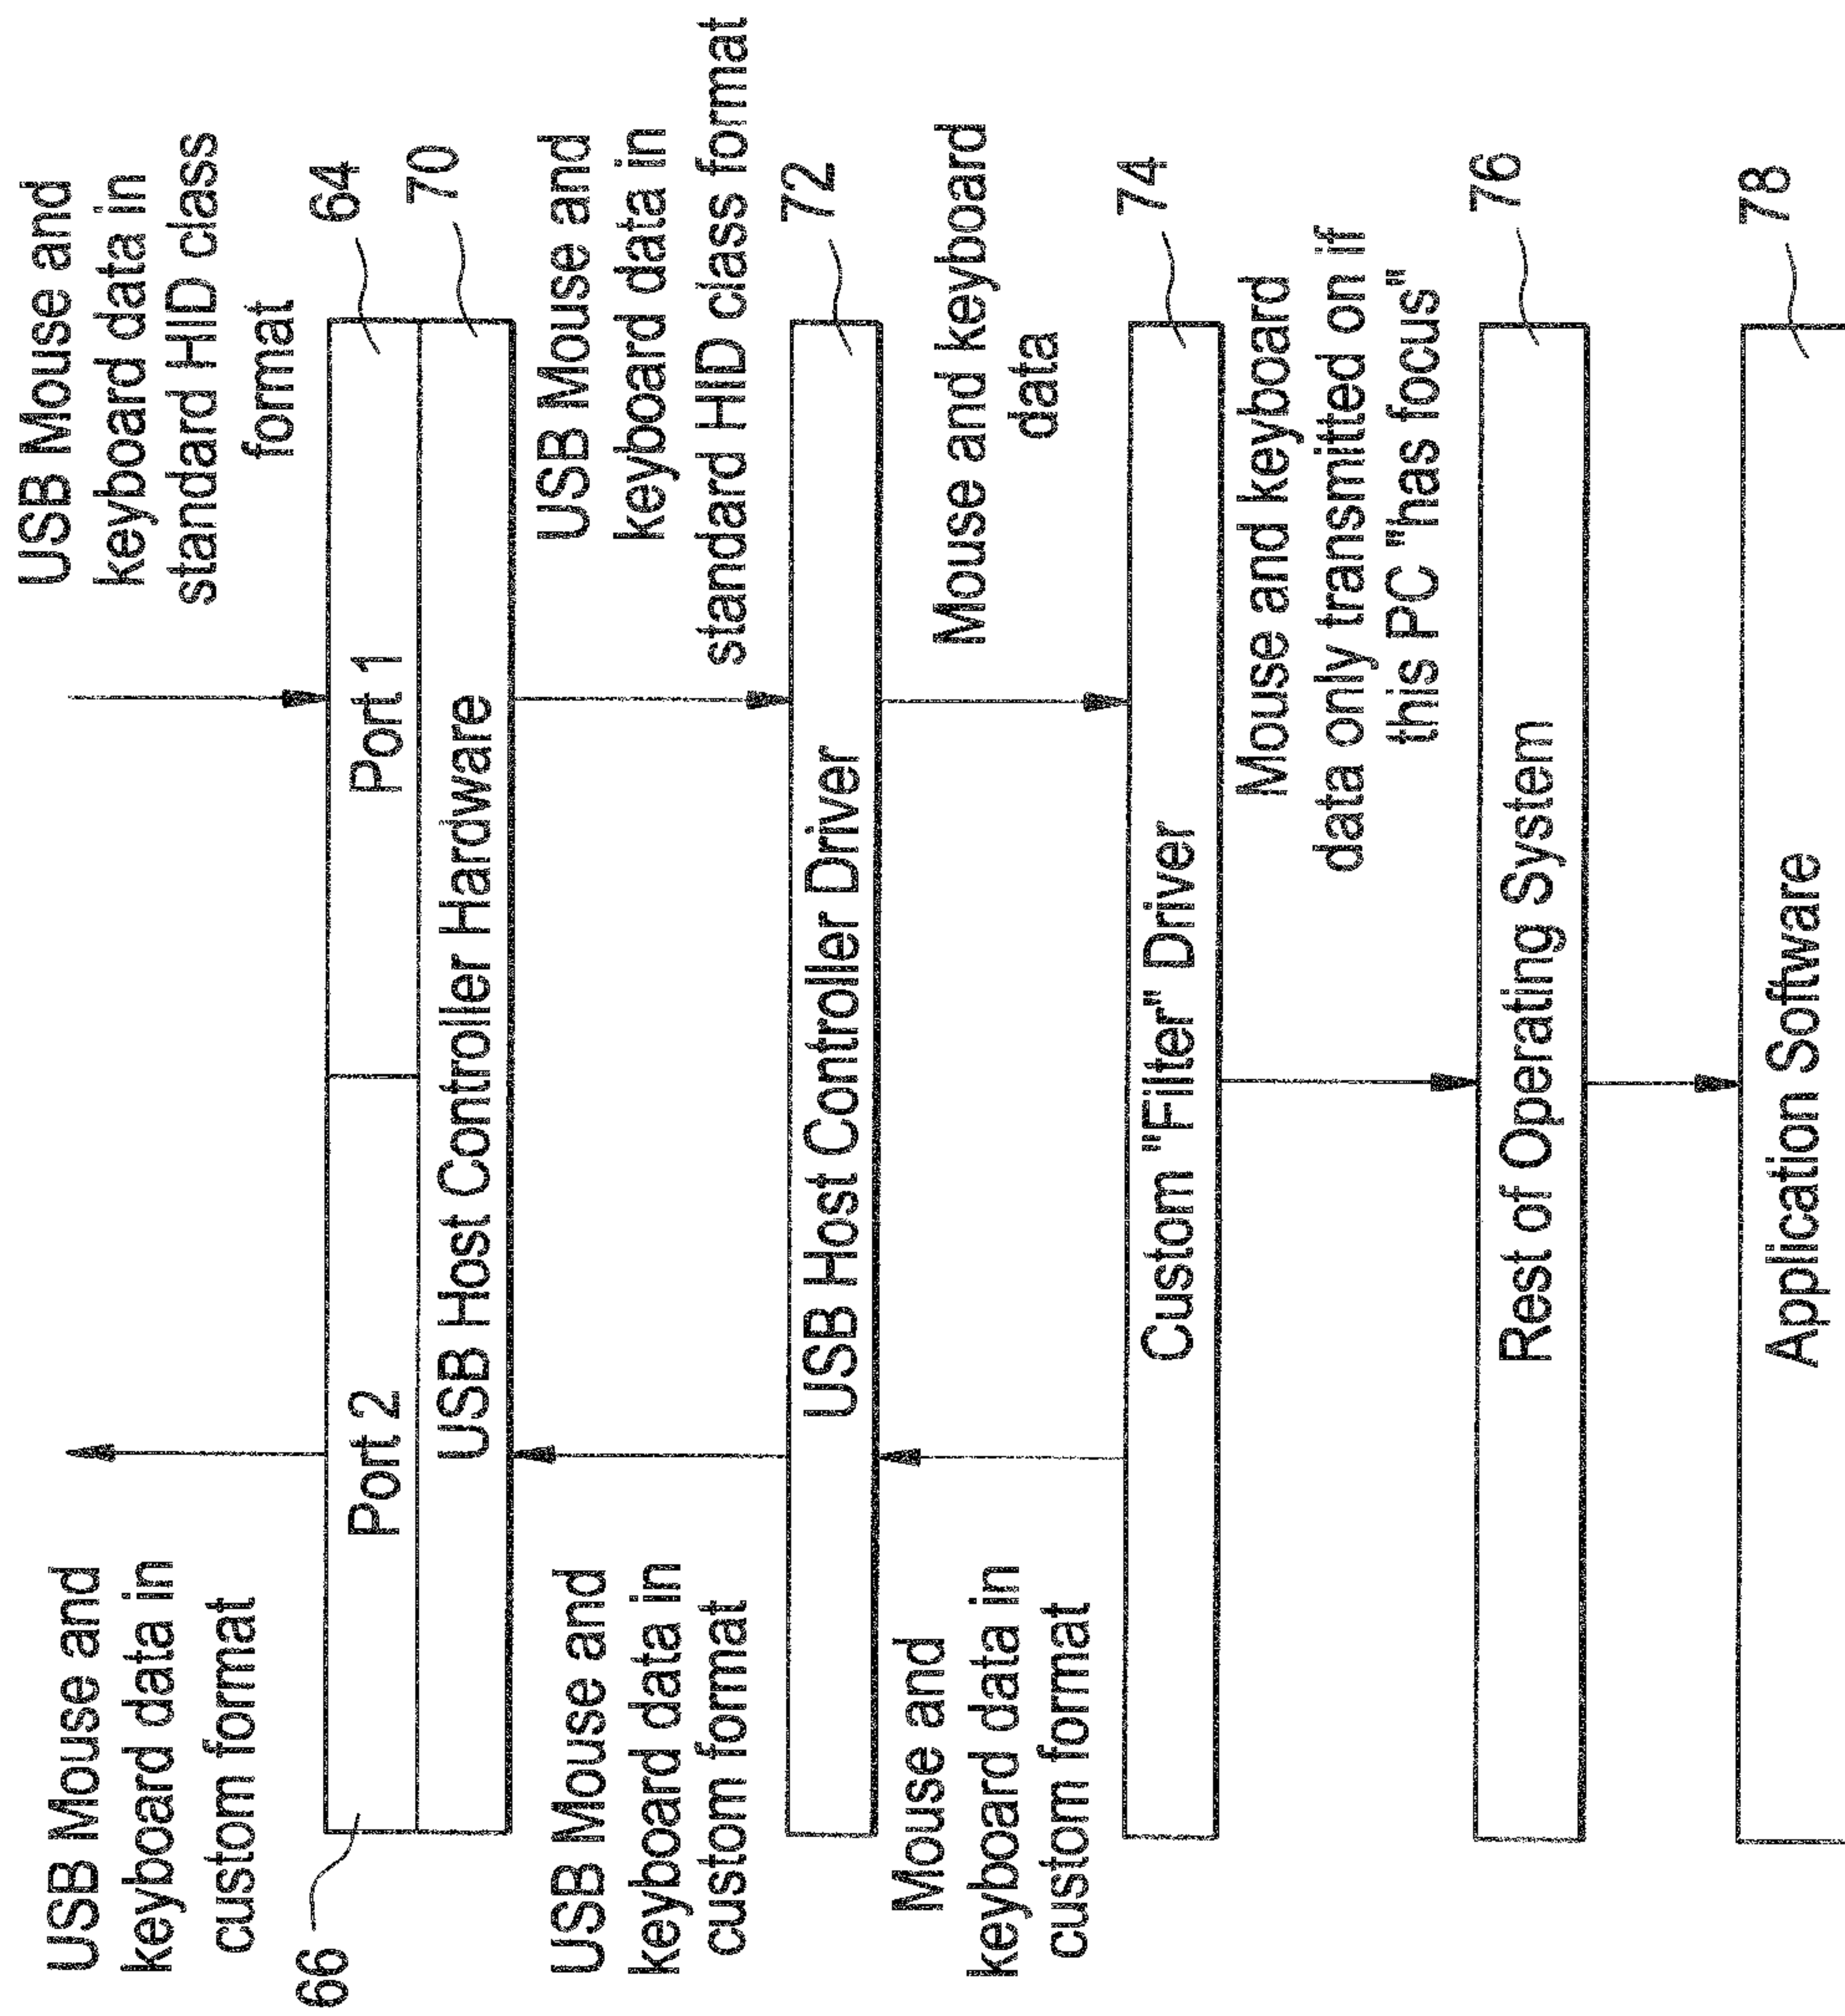 USB Mouse and
keyboard data in
custom format
USB Mouse and
keyboard data in
standard HID class
format
66
64
Port 2
Port 1
70
USB Host Controller Hardware
USB Mouse and
keyboard data in
custom format
USB Mouse and
keyboard data in
standard HID class format
72
USB Host Controller Driver
Mouse and
keyboard data in
custom format
Mouse and keyboard
data
74
Custom "Filter" Driver
Mouse and keyboard
data only transmitted on if
this PC "has focus"
76
Rest of Operating System
78
Application Software